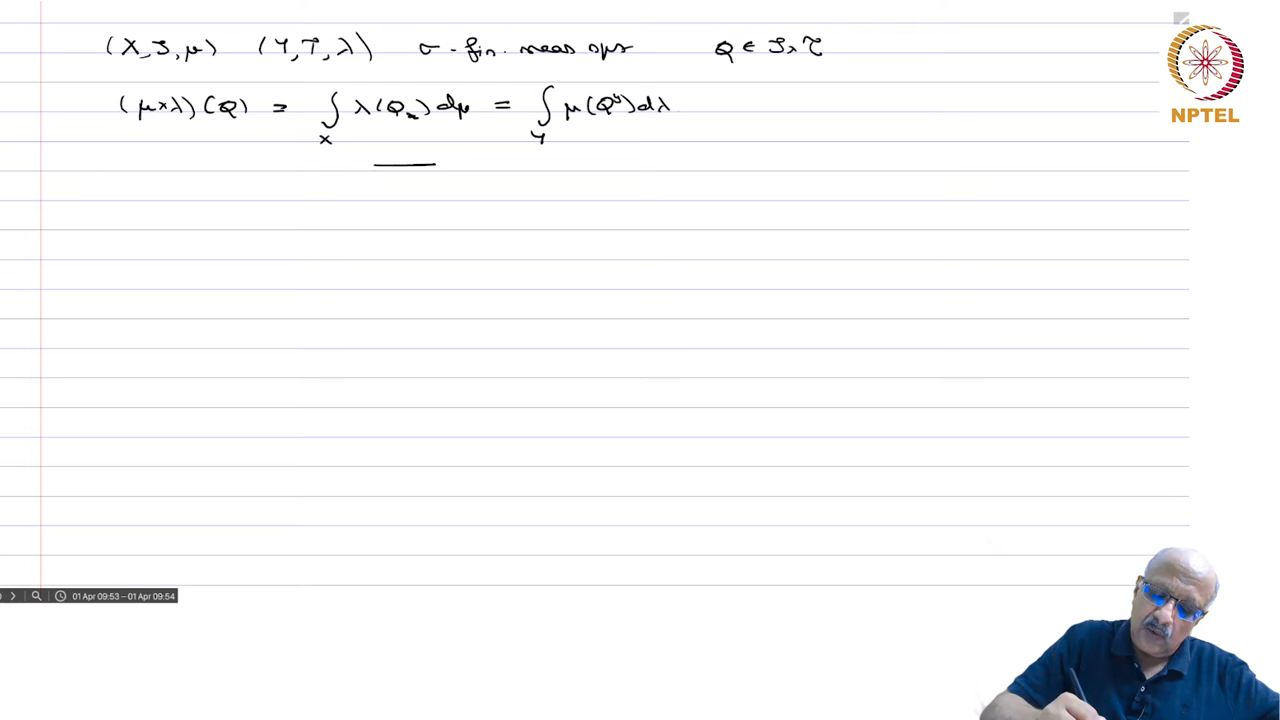 (X, S, μ) (Y, T, λ) σ-fin. meas sps Q ∈ S×T
(μ×λ)(Q) = ∫_X λ(Q_x) dμ = ∫_Y μ(Q^y) dλ
NPTEL
01 Apr 09:53 – 01 Apr 09:54